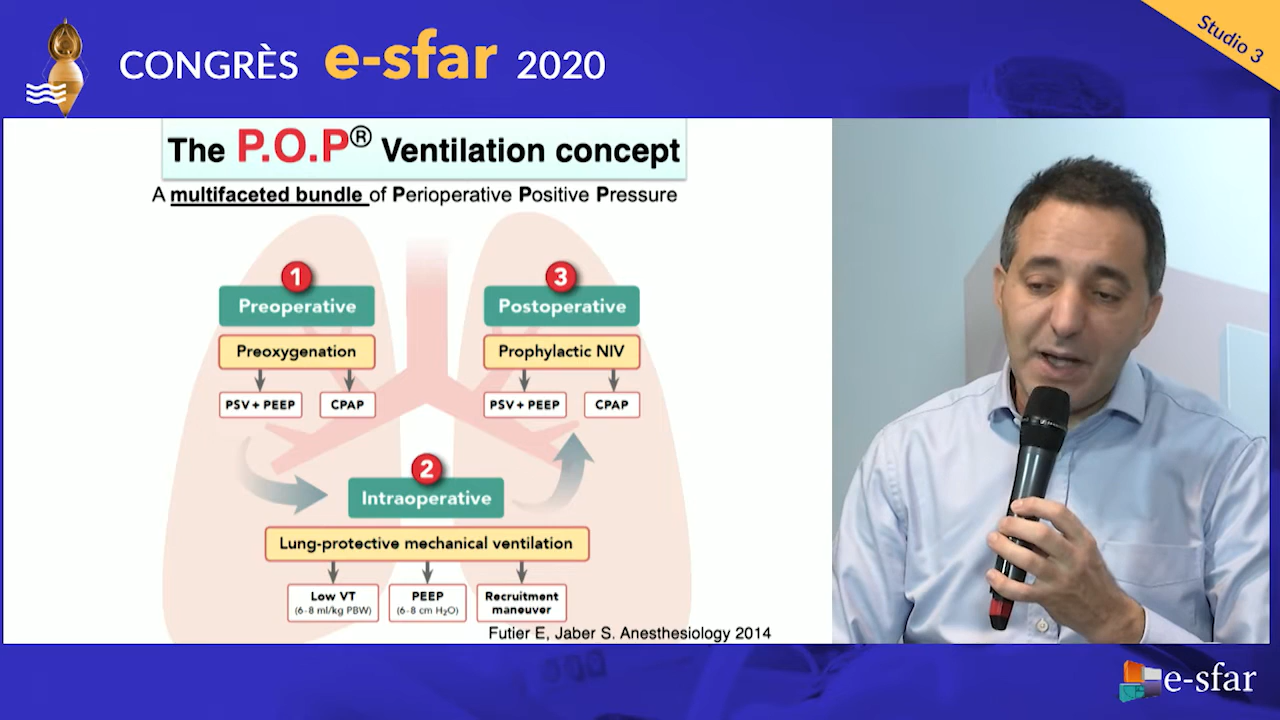 CONGRÈS e-sfar 2020
Studio 3
The P.O.P® Ventilation concept
A multifaceted bundle of Perioperative Positive Pressure
1
Preoperative
Preoxygenation
PSV + PEEP
CPAP
3
Postoperative
Prophylactic NIV
PSV + PEEP
CPAP
2
Intraoperative
Lung-protective mechanical ventilation
Low VT
(6-8 ml/kg PBW)
PEEP
(6-8 cm H₂O)
Recruitment
maneuver
Futier E, Jaber S. Anesthesiology 2014
e-sfar